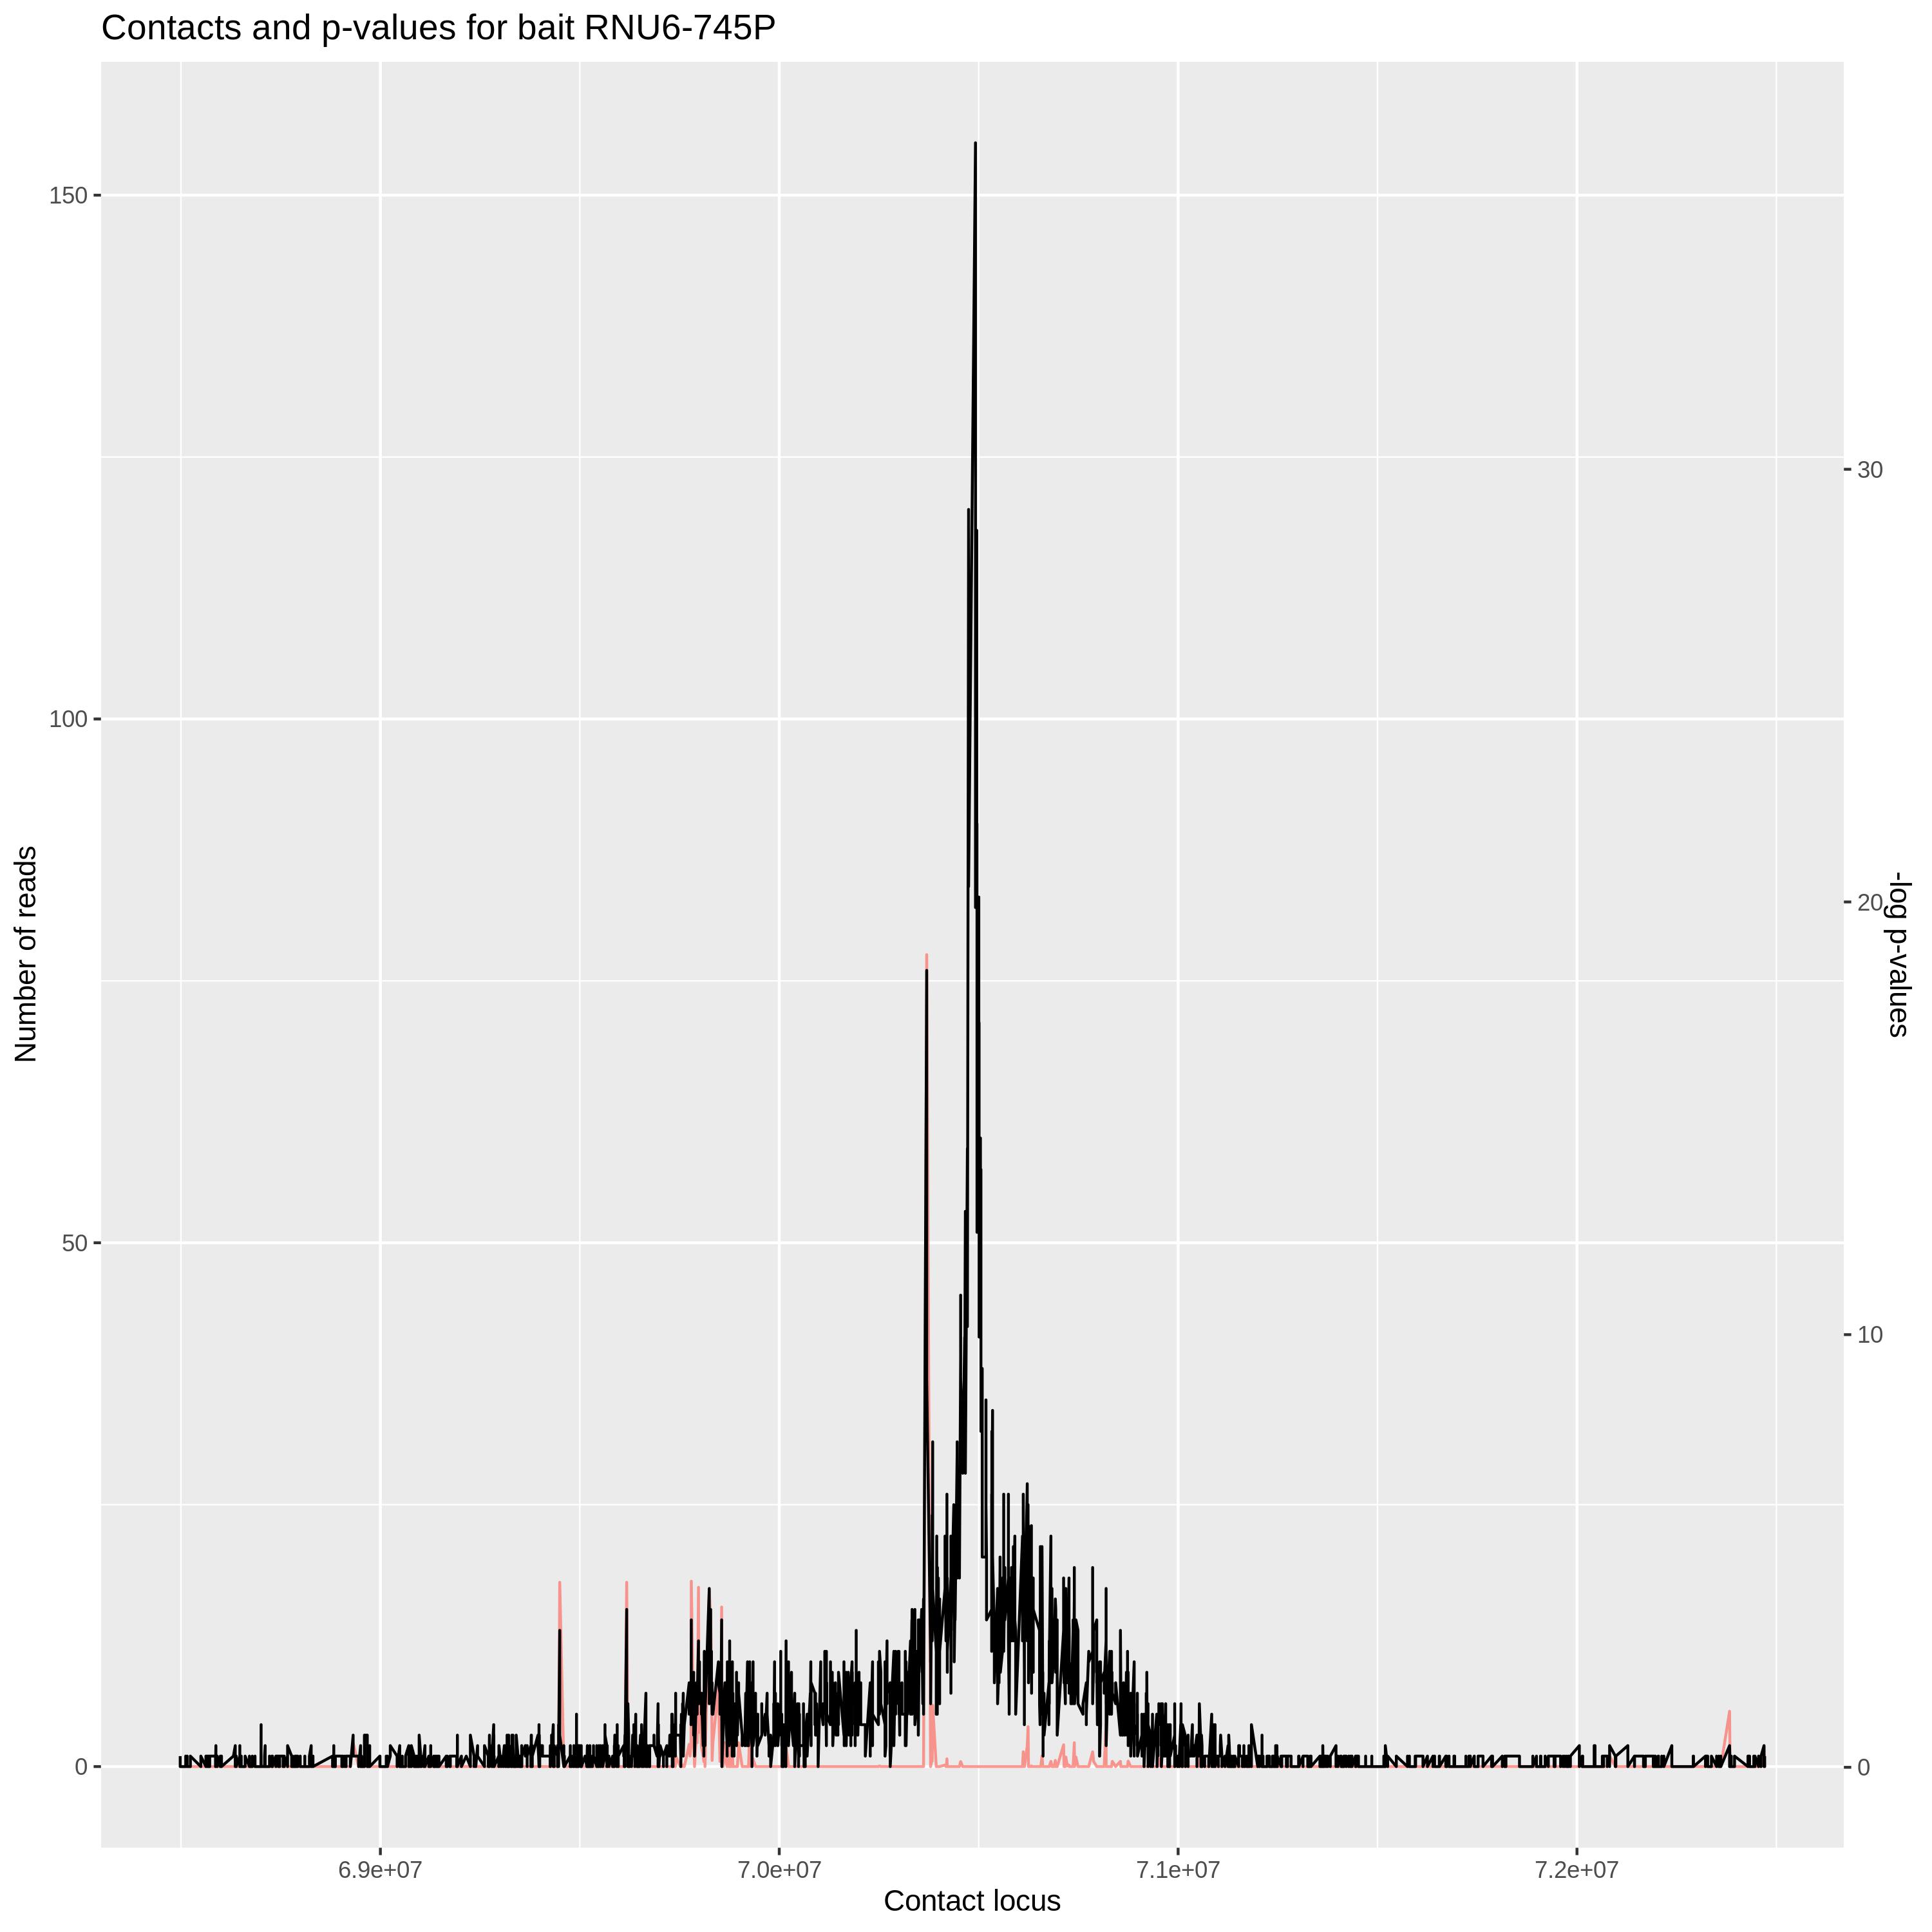 Contacts and p-values for bait RNU6-745P
150
100
50
0
Number of reads
30
20
10
0
-log p-values
6.9e+07
7.0e+07
7.1e+07
7.2e+07
Contact locus